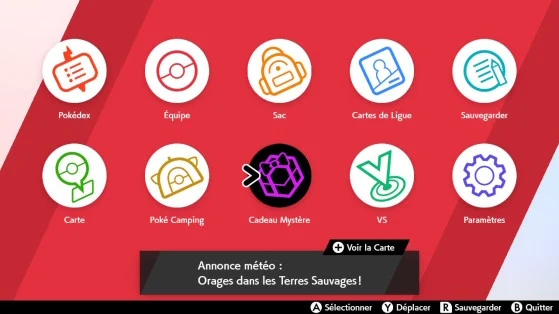 Pokédex
Équipe
Sac
Cartes de Ligue
Sauvegarder
Carte
Poké Camping
Cadeau Mystère
VS
Paramètres
+ Voir la Carte
Annonce météo :
Orages dans les Terres Sauvages !
A Sélectionner Y Déplacer R Sauvegarder B Quitter